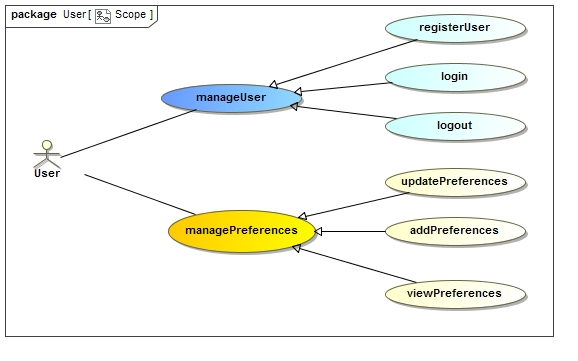 package User [ Scope ]
registerUser
login
manageUser
logout
User
updatePreferences
managePreferences
addPreferences
viewPreferences